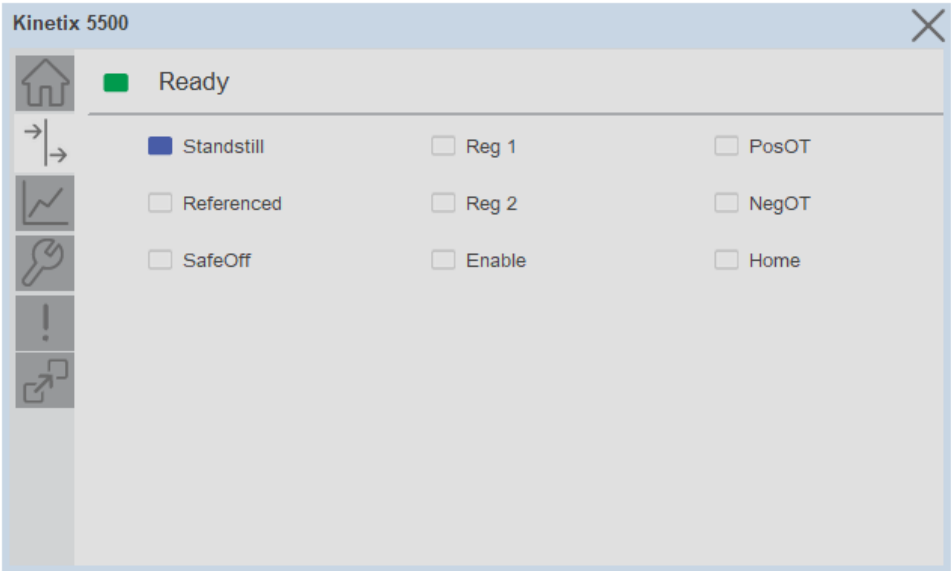 Kinetix 5500
Ready
Standstill Reg 1 PosOT
Referenced Reg 2 NegOT
SafeOff Enable Home